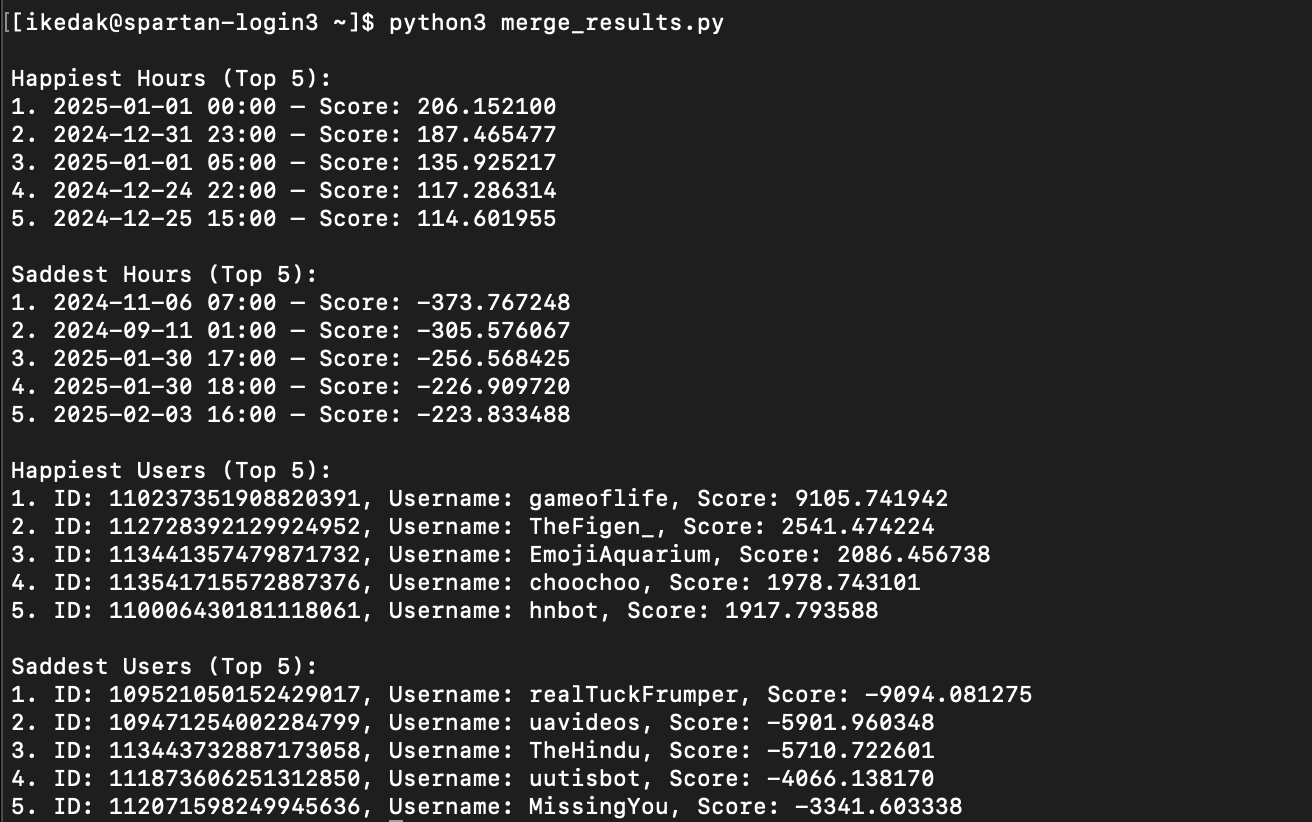 [[ikedak@spartan-login3 ~]$ python3 merge_results.py
Happiest Hours (Top 5):
1. 2025-01-01 00:00 – Score: 206.152100
2. 2024-12-31 23:00 – Score: 187.465477
3. 2025-01-01 05:00 – Score: 135.925217
4. 2024-12-24 22:00 – Score: 117.286314
5. 2024-12-25 15:00 – Score: 114.601955
Saddest Hours (Top 5):
1. 2024-11-06 07:00 – Score: -373.767248
2. 2024-09-11 01:00 – Score: -305.576067
3. 2025-01-30 17:00 – Score: -256.568425
4. 2025-01-30 18:00 – Score: -226.909720
5. 2025-02-03 16:00 – Score: -223.833488
Happiest Users (Top 5):
1. ID: 110237351908820391, Username: gameoflife, Score: 9105.741942
2. ID: 112728392129924952, Username: TheFigen_, Score: 2541.474224
3. ID: 113441357479871732, Username: EmojiAquarium, Score: 2086.456738
4. ID: 113541715572887376, Username: choochoo, Score: 1978.743101
5. ID: 110006430181118061, Username: hnbot, Score: 1917.793588
Saddest Users (Top 5):
1. ID: 109521050152429017, Username: realTuckFrumper, Score: -9094.081275
2. ID: 109471254002284799, Username: uavideos, Score: -5901.960348
3. ID: 113443732887173058, Username: TheHindu, Score: -5710.722601
4. ID: 111873606251312850, Username: uutisbot, Score: -4066.138170
5. ID: 112071598249945636, Username: MissingYou, Score: -3341.603338